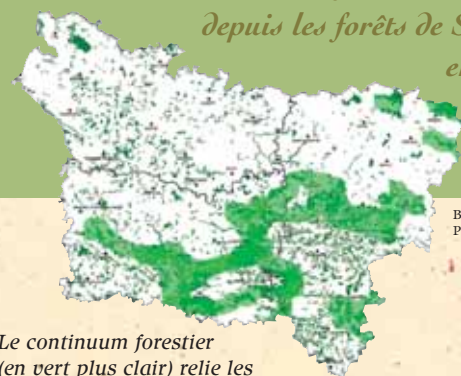 depuis les forêts de S
e
B
P
Le continuum forestier
(en vert plus clair) relie les